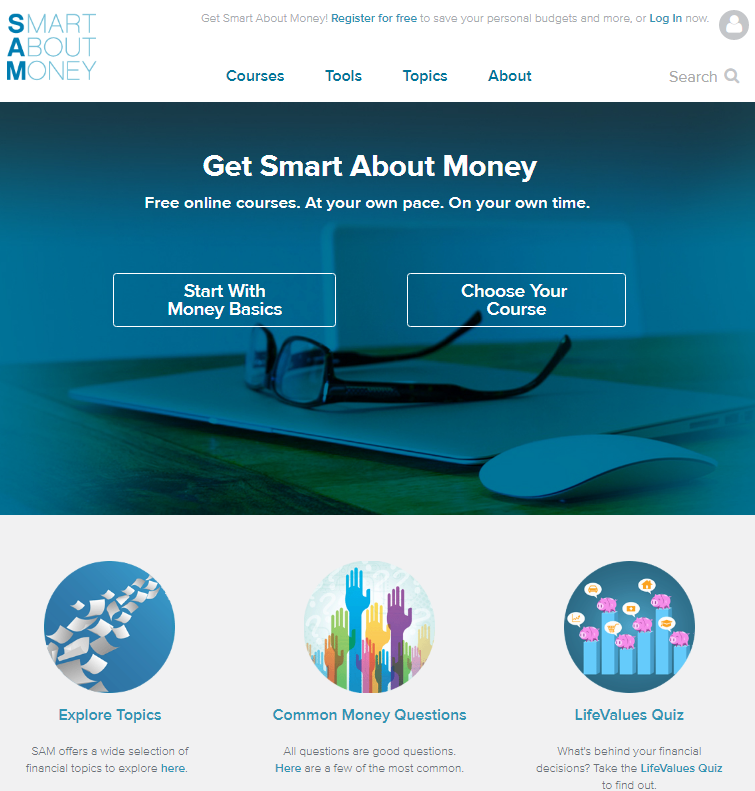 SMART
ABOUT
MONEY
Get Smart About Money! Register for free to save your personal budgets and more, or Log In now.
Courses Tools Topics About Search
Get Smart About Money
Free online courses. At your own pace. On your own time.
Start With
Money Basics
Choose Your
Course
Explore Topics
SAM offers a wide selection of
financial topics to explore here.
Common Money Questions
All questions are good questions.
Here are a few of the most common.
LifeValues Quiz
What's behind your financial
decisions? Take the LifeValues Quiz
to find out.